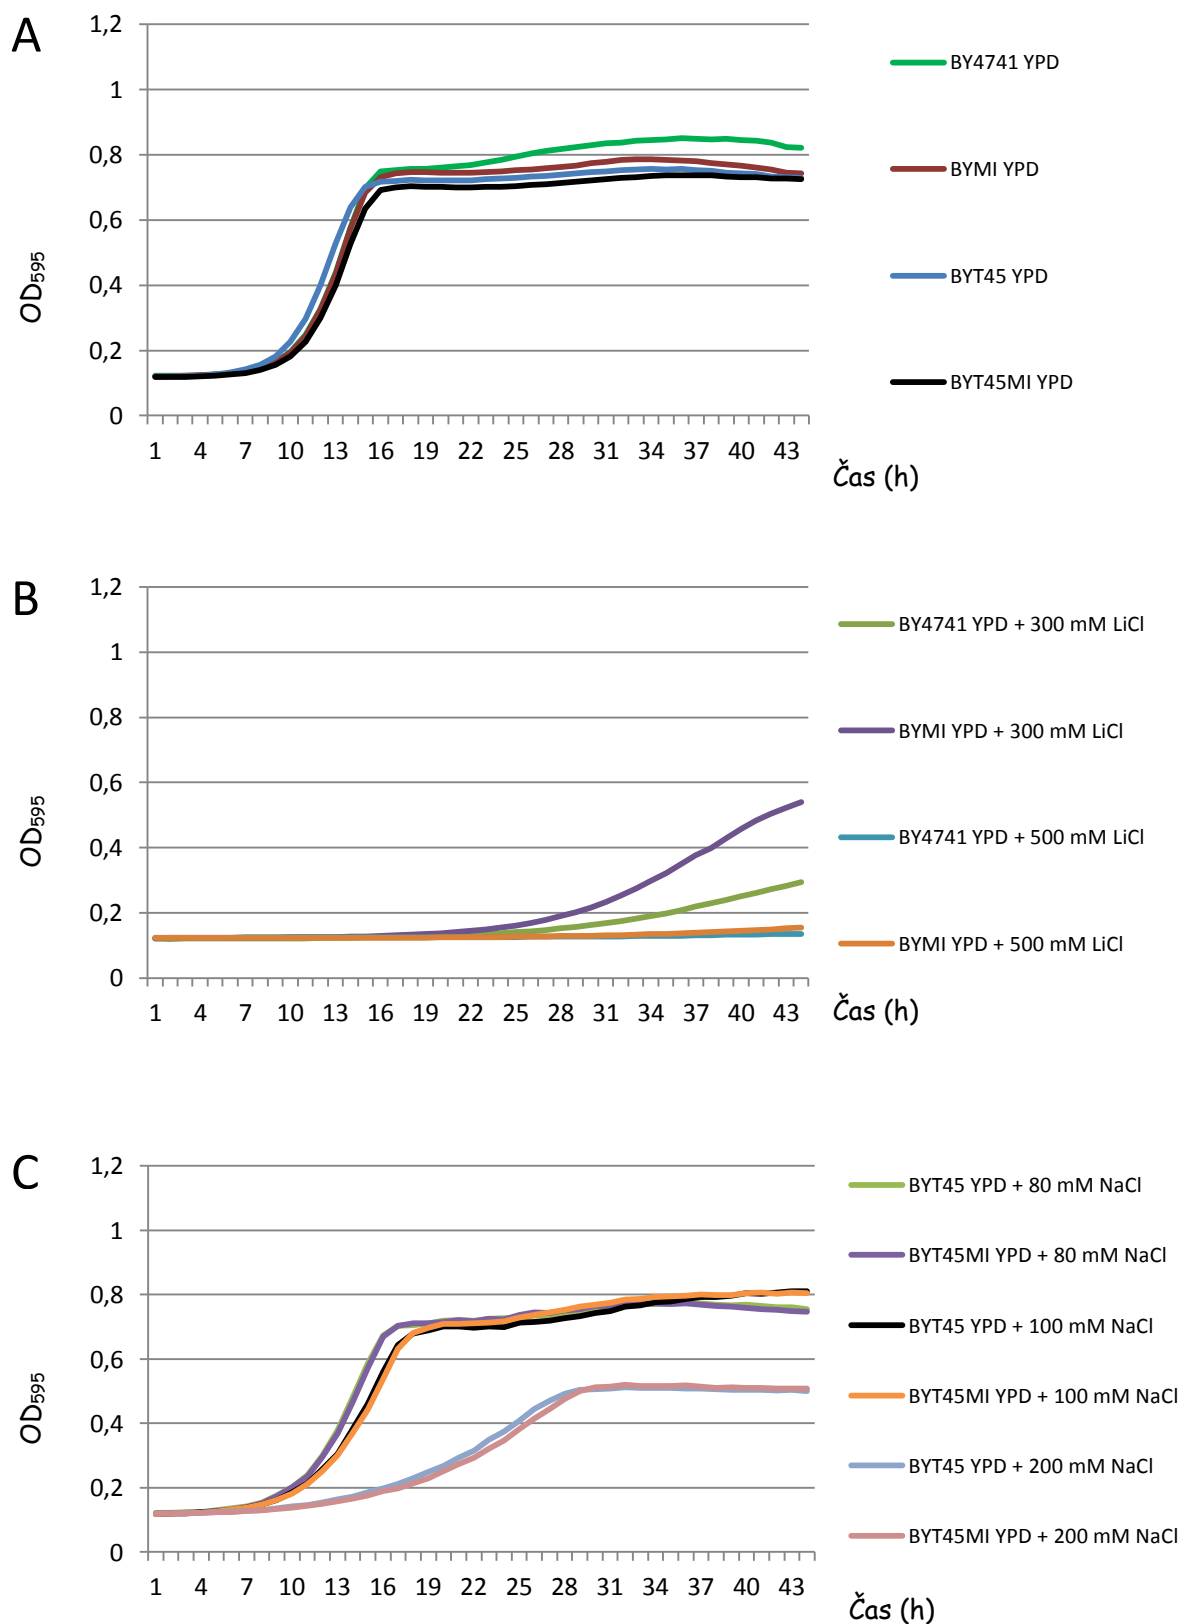 A
1,2
1
0,8
0,6
0,4
0,2
0
OD595
1 4 7 10 13 16 19 22 25 28 31 34 37 40 43
Čas (h)
BY4741 YPD
BYMI YPD
BYT45 YPD
BYT45MI YPD
B
1,2
1
0,8
0,6
0,4
0,2
0
OD595
1 4 7 10 13 16 19 22 25 28 31 34 37 40 43
Čas (h)
BY4741 YPD + 300 mM LiCl
BYMI YPD + 300 mM LiCl
BY4741 YPD + 500 mM LiCl
BYMI YPD + 500 mM LiCl
C
1,2
1
0,8
0,6
0,4
0,2
0
OD595
1 4 7 10 13 16 19 22 25 28 31 34 37 40 43
Čas (h)
BYT45 YPD + 80 mM NaCl
BYT45MI YPD + 80 mM NaCl
BYT45 YPD + 100 mM NaCl
BYT45MI YPD + 100 mM NaCl
BYT45 YPD + 200 mM NaCl
BYT45MI YPD + 200 mM NaCl